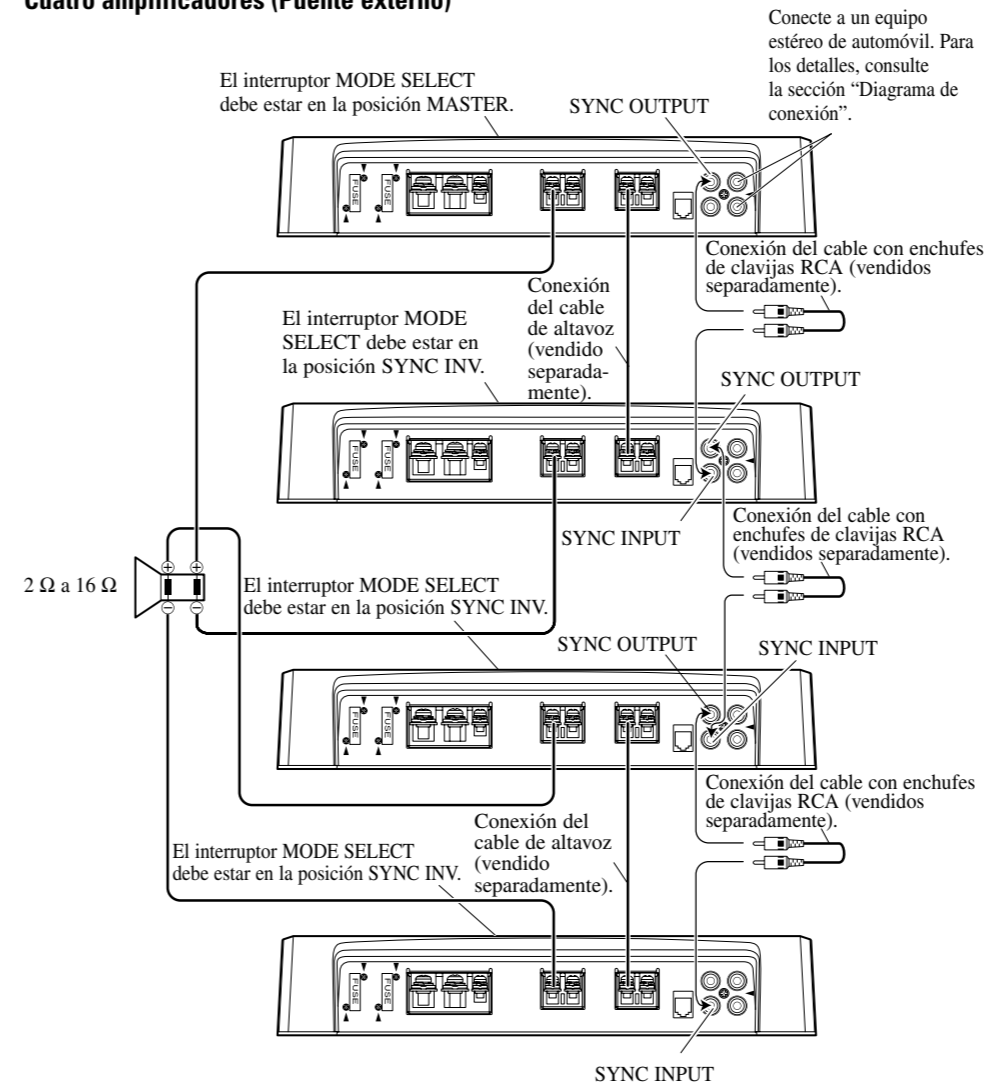 Cuatro amplificadores (Puente externo)
Conecte a un equipo
estéreo de automóvil. Para
los detalles, consulte
la sección “Diagrama de
conexión”.
El interruptor MODE SELECT
debe estar en la posición MASTER.
SYNC OUTPUT
FUSE
FUSE
Conexión del cable con enchufes
de clavijas RCA (vendidos
separadamente).
Conexión
del cable
de altavoz
(vendido
separada-
mente).
El interruptor MODE
SELECT debe estar en
la posición SYNC INV.
SYNC OUTPUT
FUSE
FUSE
SYNC INPUT
Conexión del cable con
enchufes de clavijas RCA
(vendidos separadamente).
2 Ω a 16 Ω
⊕
⊕
⊖
⊖
El interruptor MODE SELECT
debe estar en la posición SYNC INV.
SYNC OUTPUT
SYNC INPUT
FUSE
FUSE
Conexión del cable con enchufes
de clavijas RCA (vendidos
separadamente).
Conexión del
cable de altavoz
(vendido
separadamente).
El interruptor MODE SELECT
debe estar en la posición SYNC INV.
FUSE
FUSE
SYNC INPUT